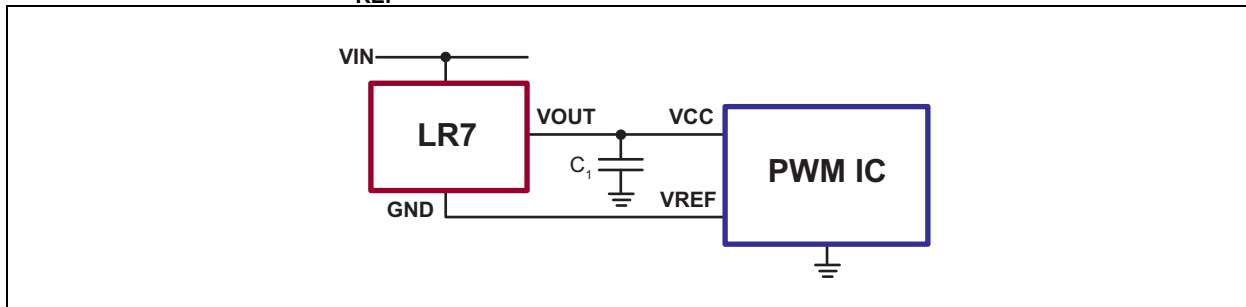 VIN
LR7
VOUT
VCC
C₁
PWM IC
GND
VREF